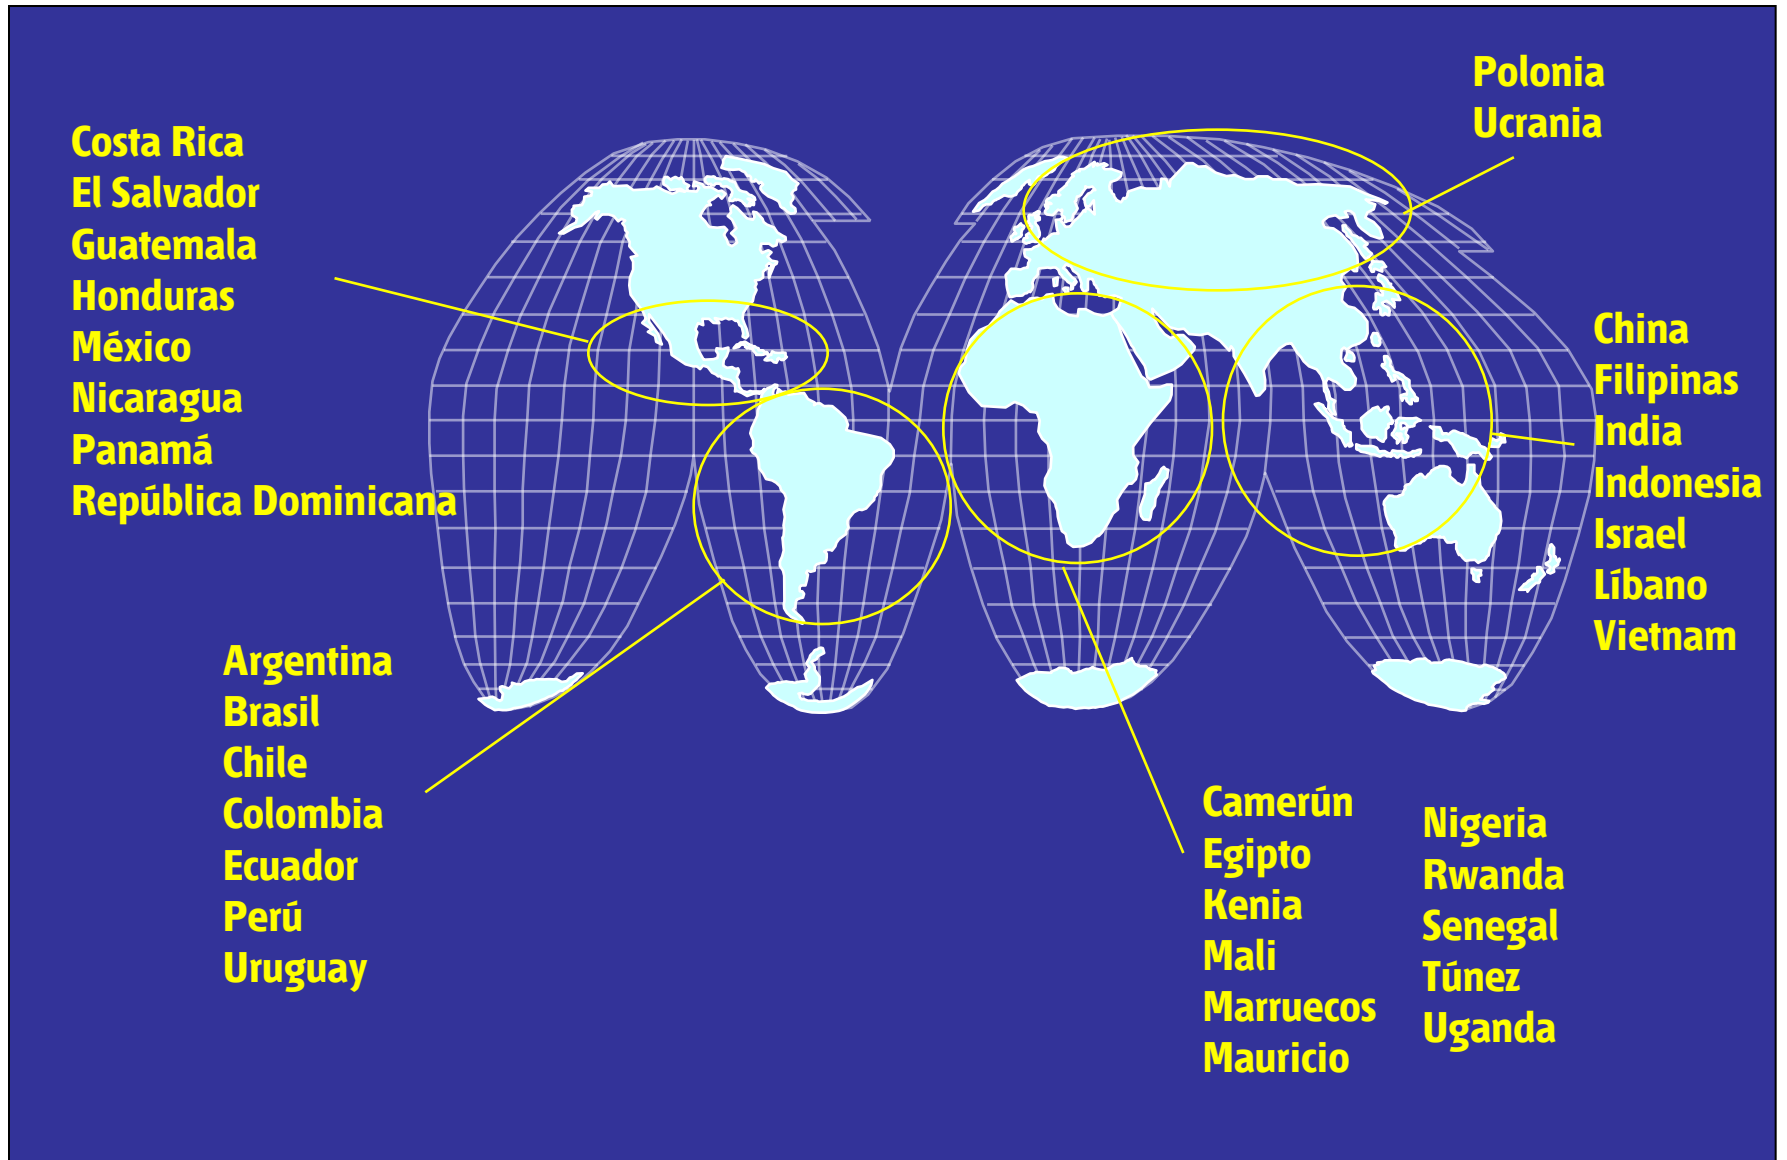 Polonia
Ucrania
Costa Rica
El Salvador
Guatemala
Honduras
México
Nicaragua
Panamá
República Dominicana
China
Filipinas
India
Indonesia
Israel
Líbano
Vietnam
Argentina
Brasil
Chile
Colombia
Ecuador
Perú
Uruguay
Camerún
Egipto
Kenia
Mali
Marruecos
Mauricio
Nigeria
Rwanda
Senegal
Túnez
Uganda